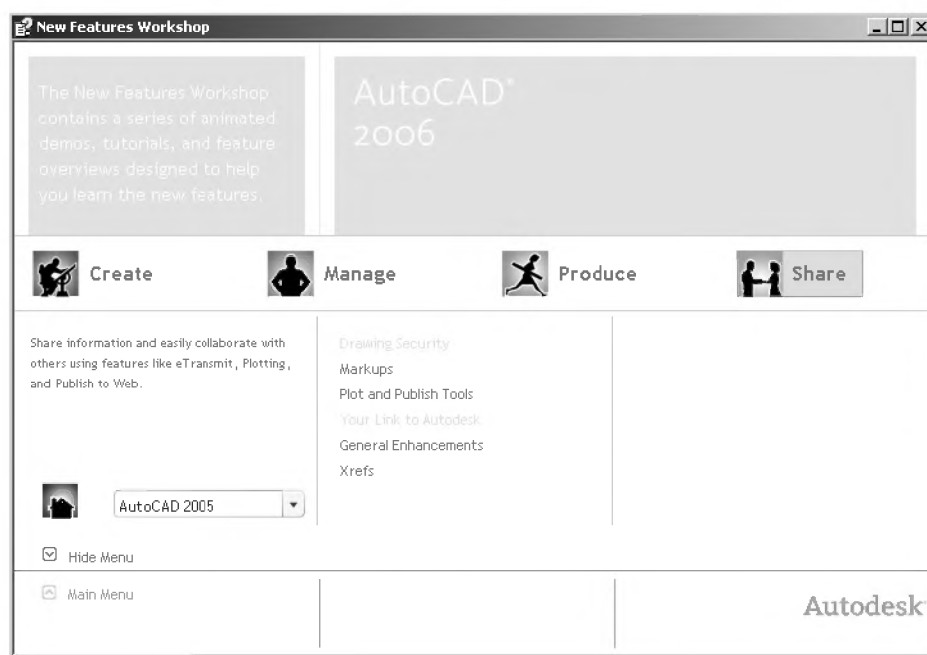 New Features Workshop
The New Features Workshop
contains a series of animated
demos, tutorials, and feature
overviews designed to help
you learn the new features.
AutoCAD®
2006
Create
Manage
Produce
Share
Share information and easily collaborate with
others using features like eTransmit, Plotting,
and Publish to Web.
Drawing Security
Markups
Plot and Publish Tools
Your Link to Autodesk
General Enhancements
Xrefs
AutoCAD 2005
Hide Menu
Main Menu
Autodesk